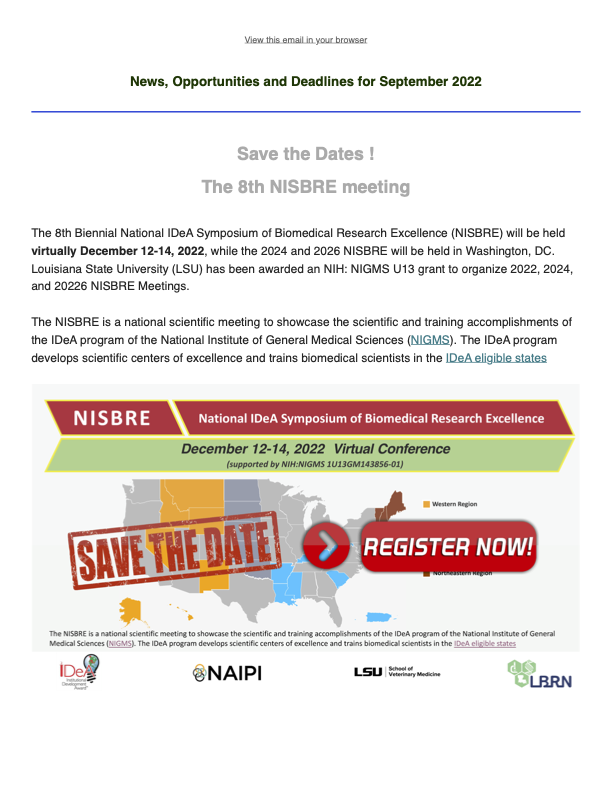 View this email in your browser
News, Opportunities and Deadlines for September 2022
Save the Dates !
The 8th NISBRE meeting
The 8th Biennial National IDeA Symposium of Biomedical Research Excellence (NISBRE) will be held
virtually December 12-14, 2022, while the 2024 and 2026 NISBRE will be held in Washington, DC.
Louisiana State University (LSU) has been awarded an NIH: NIGMS U13 grant to organize 2022, 2024,
and 20226 NISBRE Meetings.
The NISBRE is a national scientific meeting to showcase the scientific and training accomplishments of
the IDeA program of the National Institute of General Medical Sciences (NIGMS). The IDeA program
develops scientific centers of excellence and trains biomedical scientists in the IDeA eligible states
NISBRE
National IDeA Symposium of Biomedical Research Excellence
December 12-14, 2022 Virtual Conference
(supported by NIH:NIGMS 1U13GM143856-01)
Western Region
SAVE THE DATE
REGISTER NOW!
Northeastern Region
The NISBRE is a national scientific meeting to showcase the scientific and training accomplishments of the IDeA program of the National Institute of General
Medical Sciences (NIGMS). The IDeA program develops scientific centers of excellence and trains biomedical scientists in the IDeA eligible states
IDeA
Institutional
Development
Award
NAIPI
LSU
School of
Veterinary Medicine
LBRN